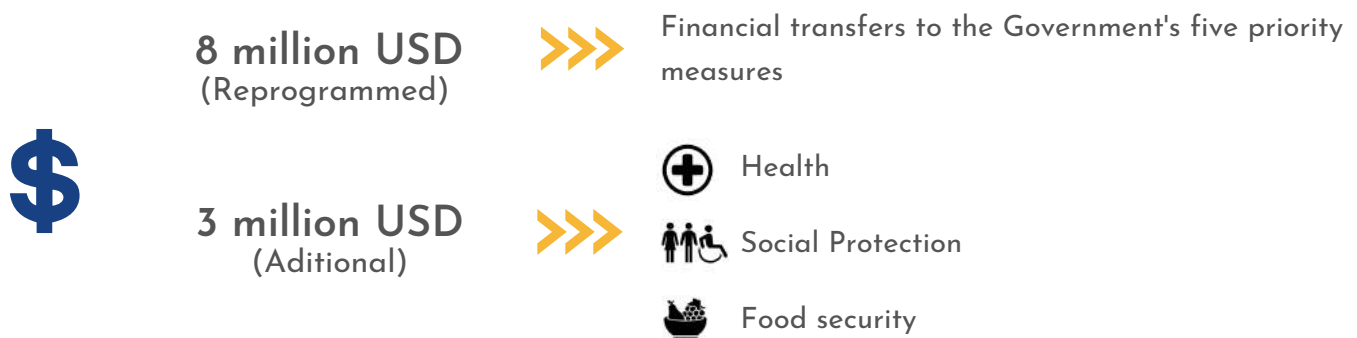 8 million USD
(Reprogrammed)
Financial transfers to the Government's five priority
measures
$
3 million USD
(Aditional)
Health
Social Protection
Food security